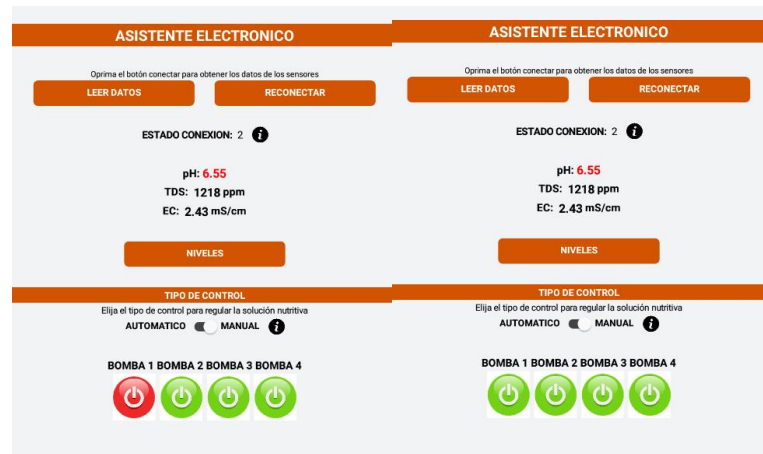 ASISTENTE ELECTRONICO
Oprima el botón conectar para obtener los datos de los sensores
LEER DATOS
RECONECTAR
ESTADO CONEXION: 2
pH: 6.55
TDS: 1218 ppm
EC: 2.43 mS/cm
NIVELES
TIPO DE CONTROL
Elija el tipo de control para regular la solución nutritiva
AUTOMATICO MANUAL
BOMBA 1 BOMBA 2 BOMBA 3 BOMBA 4
ASISTENTE ELECTRONICO
Oprima el botón conectar para obtener los datos de los sensores
LEER DATOS
RECONECTAR
ESTADO CONEXION: 2
pH: 6.55
TDS: 1218 ppm
EC: 2.43 mS/cm
NIVELES
TIPO DE CONTROL
Elija el tipo de control para regular la solución nutritiva
AUTOMATICO MANUAL
BOMBA 1 BOMBA 2 BOMBA 3 BOMBA 4